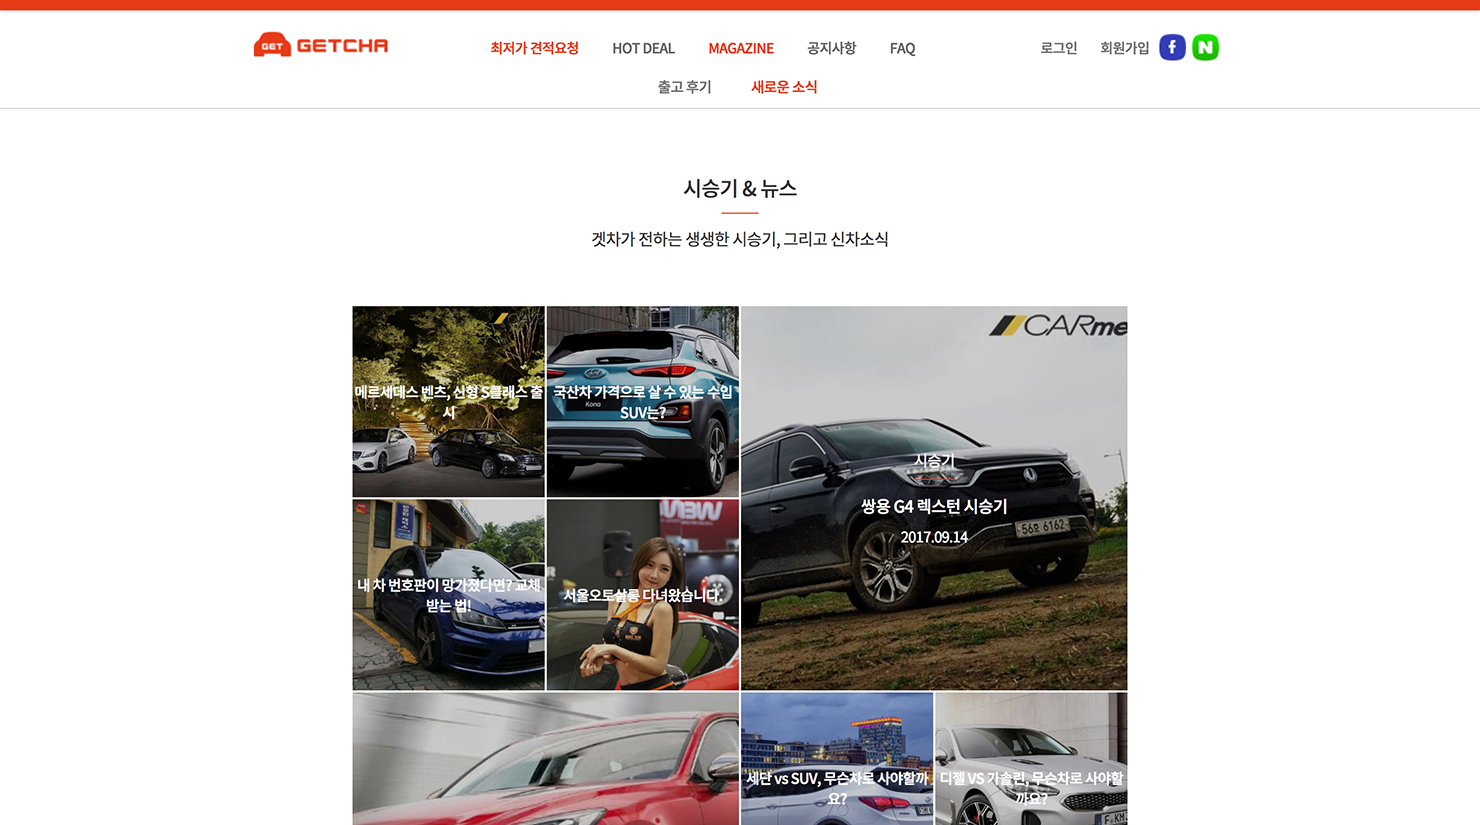 GET GETCHA
최저가 견적요청 HOT DEAL MAGAZINE 공지사항 FAQ
로그인 회원가입 f N
출고 후기 새로운 소식
시승기 & 뉴스
겟차가 전하는 생생한 시승기, 그리고 신차소식
메르세데스 벤츠, 신형 S클래스 출
시
국산차 가격으로 살 수 있는 수입
SUV는?
Kona
CARme
시승기
쌍용 G4 렉스턴 시승기
2017.09.14
56호 6162
내 차 번호판이 망가졌다면? 교체
받는 법!
서울오토살롱 다녀왔습니다.
세단 vs SUV, 무슨차로 사야할까
요?
디젤 VS 가솔린, 무슨차로 사야할
까요?